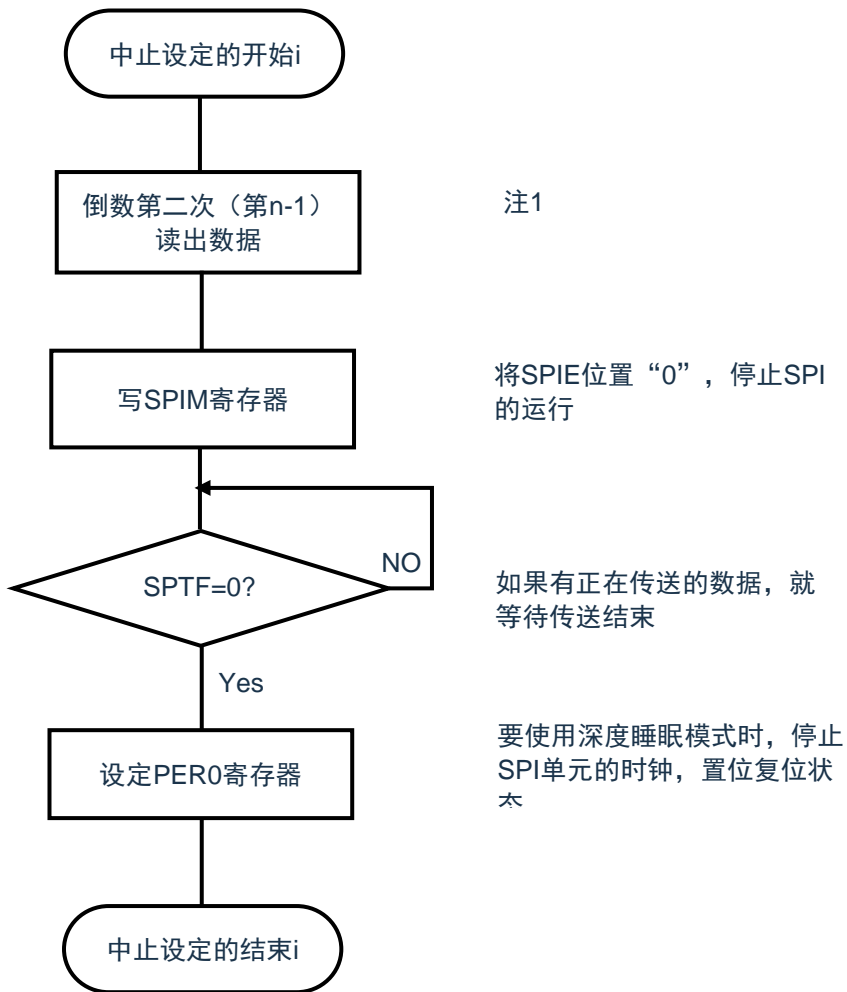 中止设定的开始i
倒数第二次（第n-1）
读出数据
注1
写SPIM寄存器
将SPIE位置“0”，停止SPI
的运行
SPTF=0?
NO
如果有正在传送的数据，就
等待传送结束
Yes
设定PER0寄存器
要使用深度睡眠模式时，停止
SPI单元的时钟，置位复位状
态
中止设定的结束i